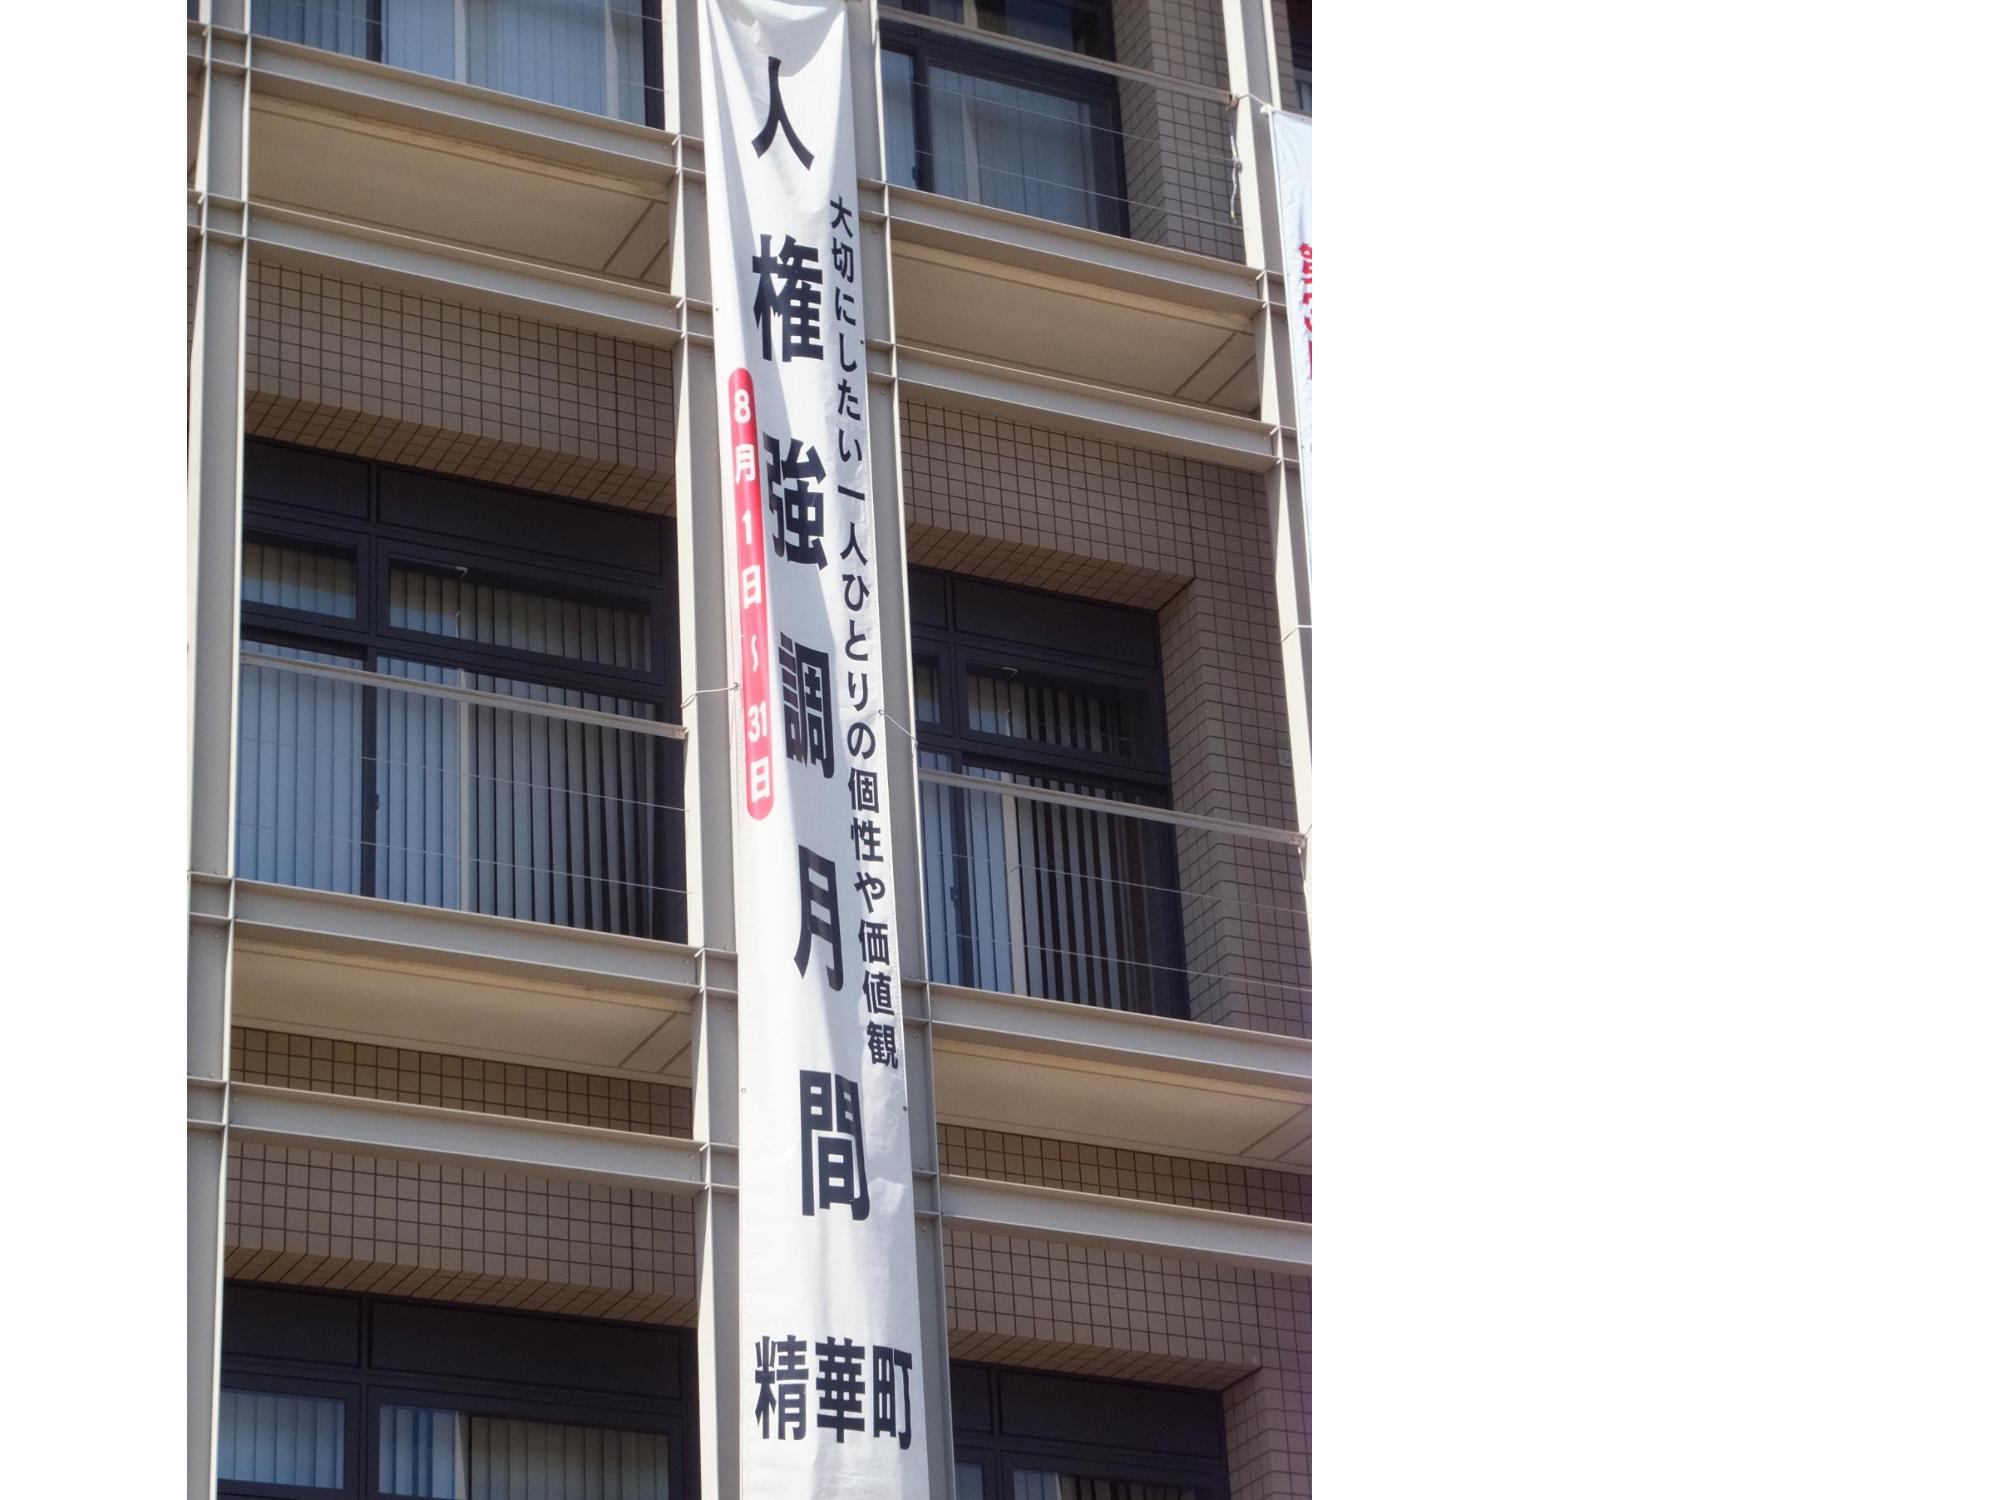 大切にしたい一人ひとりの個性や価値観
人権強調月間
8月1日～31日
精華町